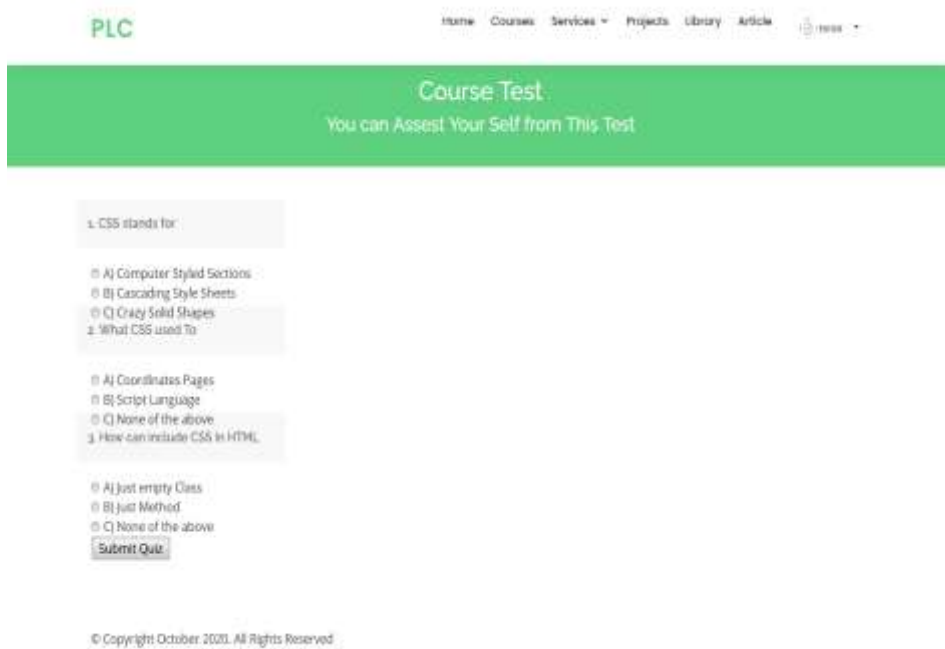 PLC
Home Courses Services Projects Library Article
Course Test
You can Assest Your Self from This Test
1. CSS stands for
A) Computer Styled Sections
B) Cascading Style Sheets
C) Crazy Solid Shapes
2. What CSS used To
A) Coordinates Pages
B) Script Language
C) None of the above
3. How can include CSS in HTML
A) Just empty Class
B) Just Method
C) None of the above
Submit Quiz
© Copyright October 2020. All Rights Reserved